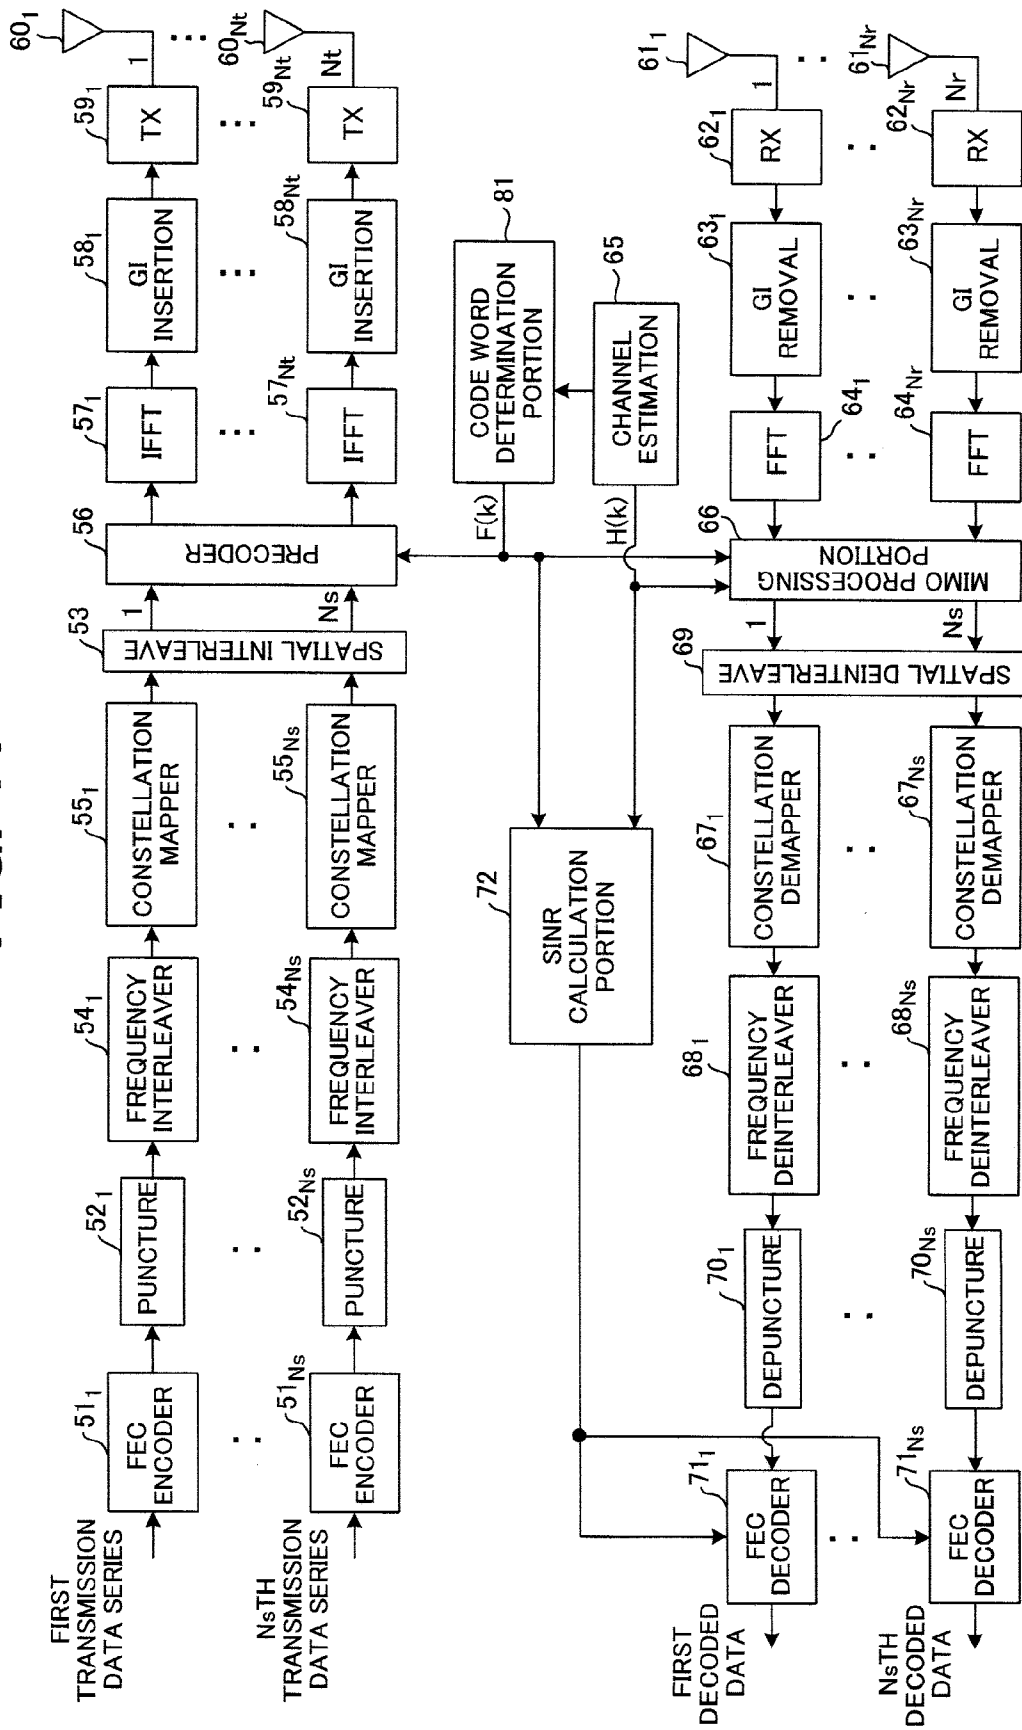 FIRST
TRANSMISSION
DATA SERIES
51₁
FEC
ENCODER
52₁
PUNCTURE
54₁
FREQUENCY
INTERLEAVER
55₁
CONSTELLATION
MAPPER
53
SPATIAL INTERLEAVE
1
Ns
56
PRECODER
57₁
IFFT
58₁
GI
INSERTION
59₁
TX
1
60₁
NsTH
TRANSMISSION
DATA SERIES
51Ns
FEC
ENCODER
52Ns
PUNCTURE
54Ns
FREQUENCY
INTERLEAVER
55Ns
CONSTELLATION
MAPPER
57Nt
IFFT
58Nt
GI
INSERTION
59Nt
TX
Nt
60Nt
F(k)
CODE WORD
DETERMINATION
PORTION
81
H(k)
CHANNEL
ESTIMATION
65
72
SINR
CALCULATION
PORTION
FIRST
DECODED
DATA
71₁
FEC
DECODER
70₁
DEPUNCTURE
68₁
FREQUENCY
DEINTERLEAVER
67₁
CONSTELLATION
DEMAPPER
69
SPATIAL DEINTERLEAVE
1
Ns
66
MIMO PROCESSING
PORTION
FFT
64₁
63₁
GI
REMOVAL
62₁
RX
1
61₁
NsTH
DECODED
DATA
71Ns
FEC
DECODER
70Ns
DEPUNCTURE
68Ns
FREQUENCY
DEINTERLEAVER
67Ns
CONSTELLATION
DEMAPPER
64Nr
FFT
63Nr
GI
REMOVAL
62Nr
RX
Nr
61Nr